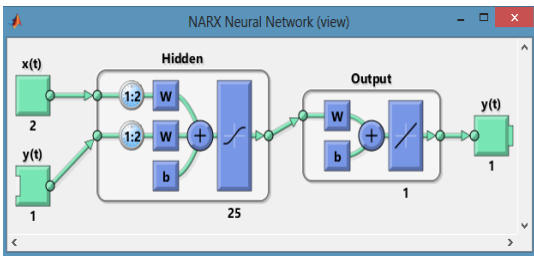 NARX Neural Network (view)
x(t)
2
y(t)
1
Hidden
1:2 W
1:2 W
b
+
25
Output
W
b
+
1
y(t)
1